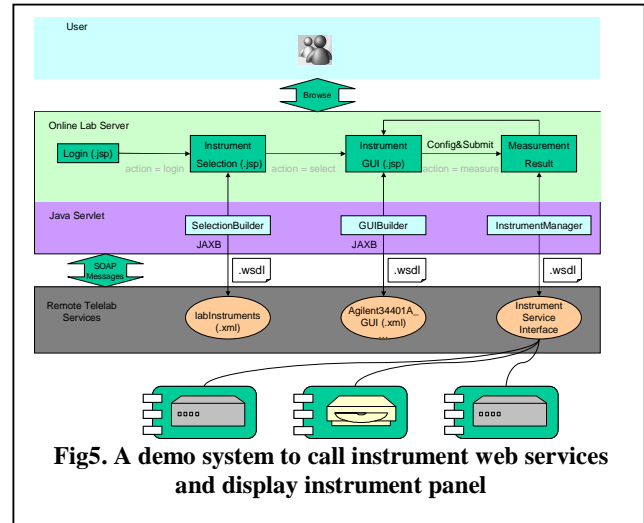 User
Browse
Online Lab Server
Login (.jsp)
action = login
Instrument
Selection (.jsp)
action = select
Instrument
GUI (.jsp)
Config&Submit
action = measure
Measurement
Result
Java Servlet
SelectionBuilder
GUIBuilder
InstrumentManager
JAXB
JAXB
SOAP
Messages
.wsdl
.wsdl
.wsdl
Remote Telelab
Services
labInstruments
(.xml)
Agilent34401A_
GUI (.xml)
...
Instrument
Service
Interface
Fig5. A demo system to call instrument web services
and display instrument panel